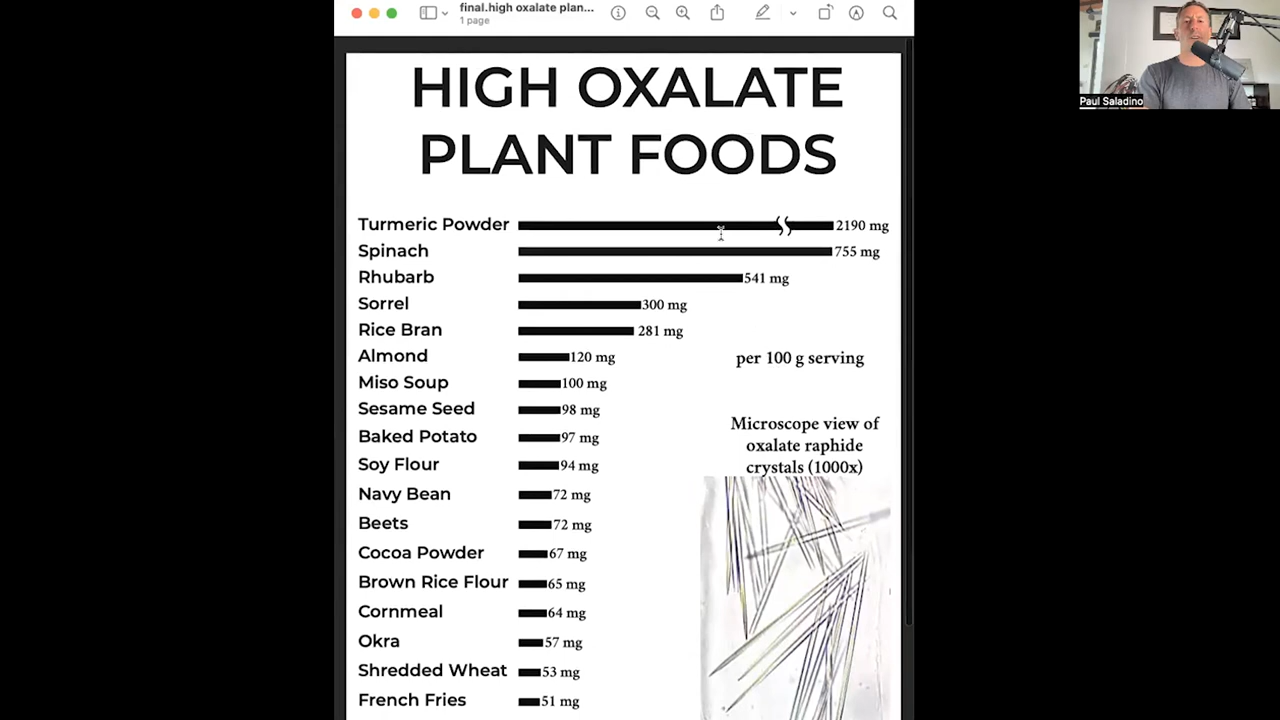 final.high oxalate plan...
1 page
Paul Saladino
HIGH OXALATE
PLANT FOODS
Turmeric Powder 2190 mg
Spinach 755 mg
Rhubarb 541 mg
Sorrel 300 mg
Rice Bran 281 mg
Almond 120 mg
per 100 g serving
Miso Soup 100 mg
Sesame Seed 98 mg
Baked Potato 97 mg
Soy Flour 94 mg
Navy Bean 72 mg
Beets 72 mg
Cocoa Powder 67 mg
Brown Rice Flour 65 mg
Cornmeal 64 mg
Okra 57 mg
Shredded Wheat 53 mg
French Fries 51 mg
Microscope view of
oxalate raphide
crystals (1000x)